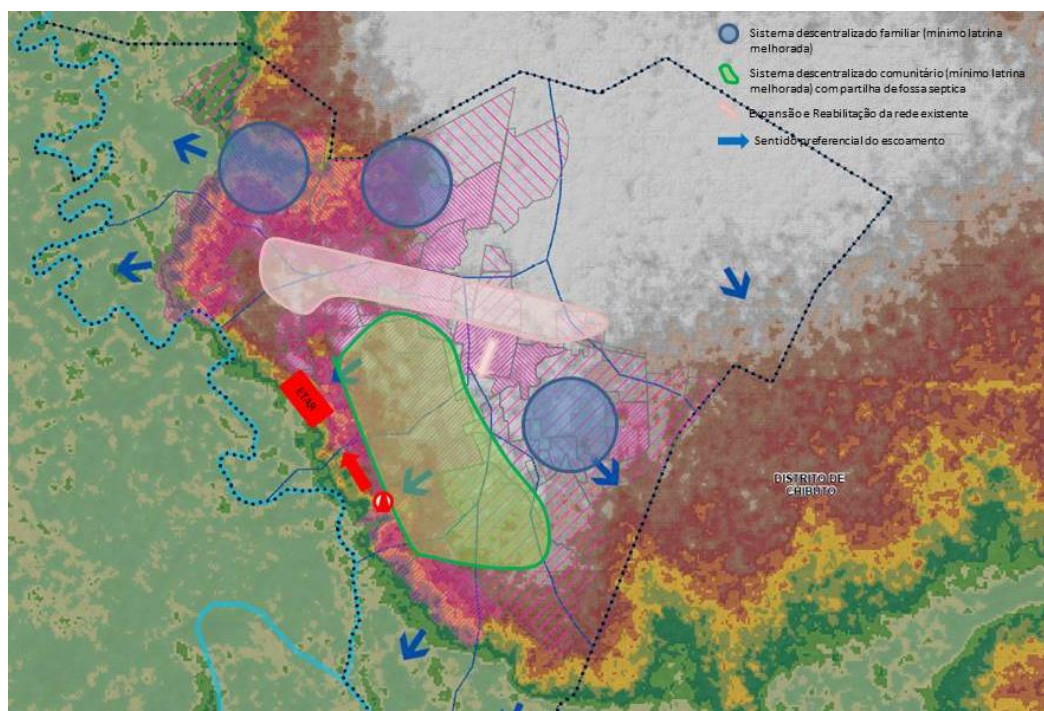 Sistema descentralizado familiar (mínimo latrina
melhorada)
Sistema descentralizado comunitário (mínimo latrina
melhorada) com partilha de fossa septica
Expansão e Reabilitação da rede existente
Sentido preferencial do escoamento
ETAR
DISTRITO DE
CHIBUTO